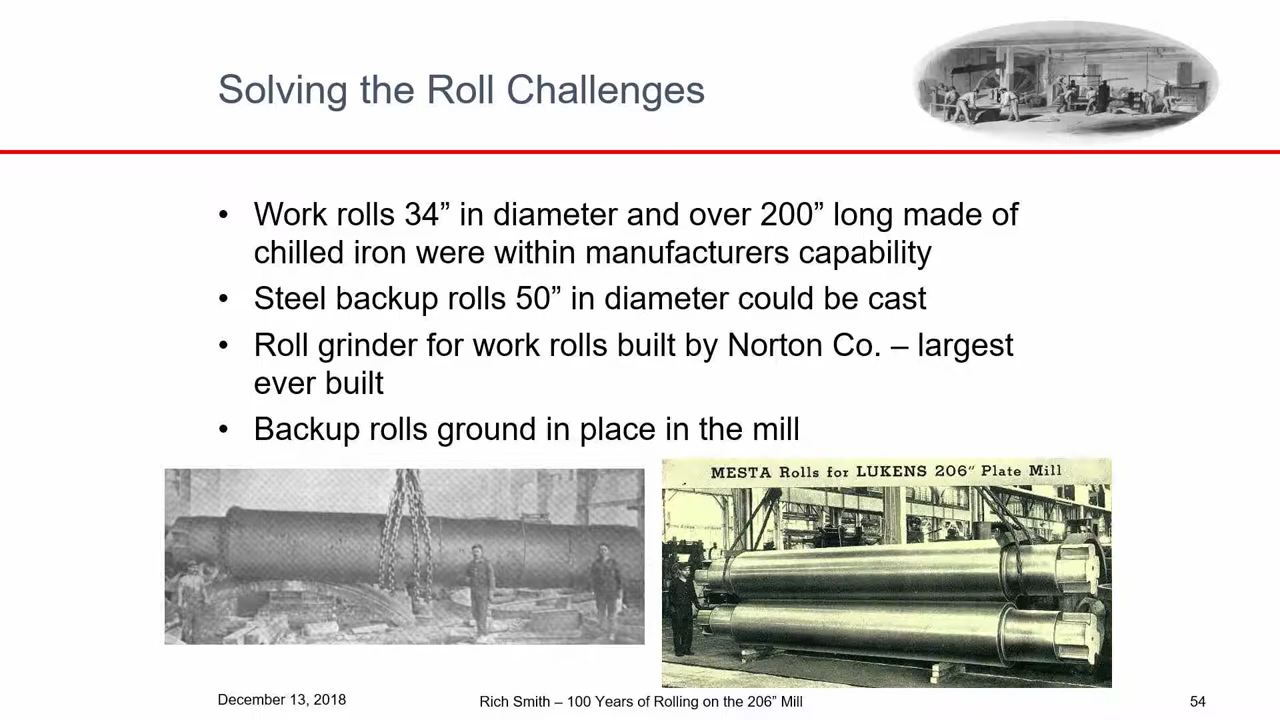 Solving the Roll Challenges
• Work rolls 34” in diameter and over 200” long made of
chilled iron were within manufacturers capability
• Steel backup rolls 50” in diameter could be cast
• Roll grinder for work rolls built by Norton Co. – largest
ever built
• Backup rolls ground in place in the mill
MESTA Rolls for LUKENS 206" Plate Mill
December 13, 2018
Rich Smith – 100 Years of Rolling on the 206” Mill
54